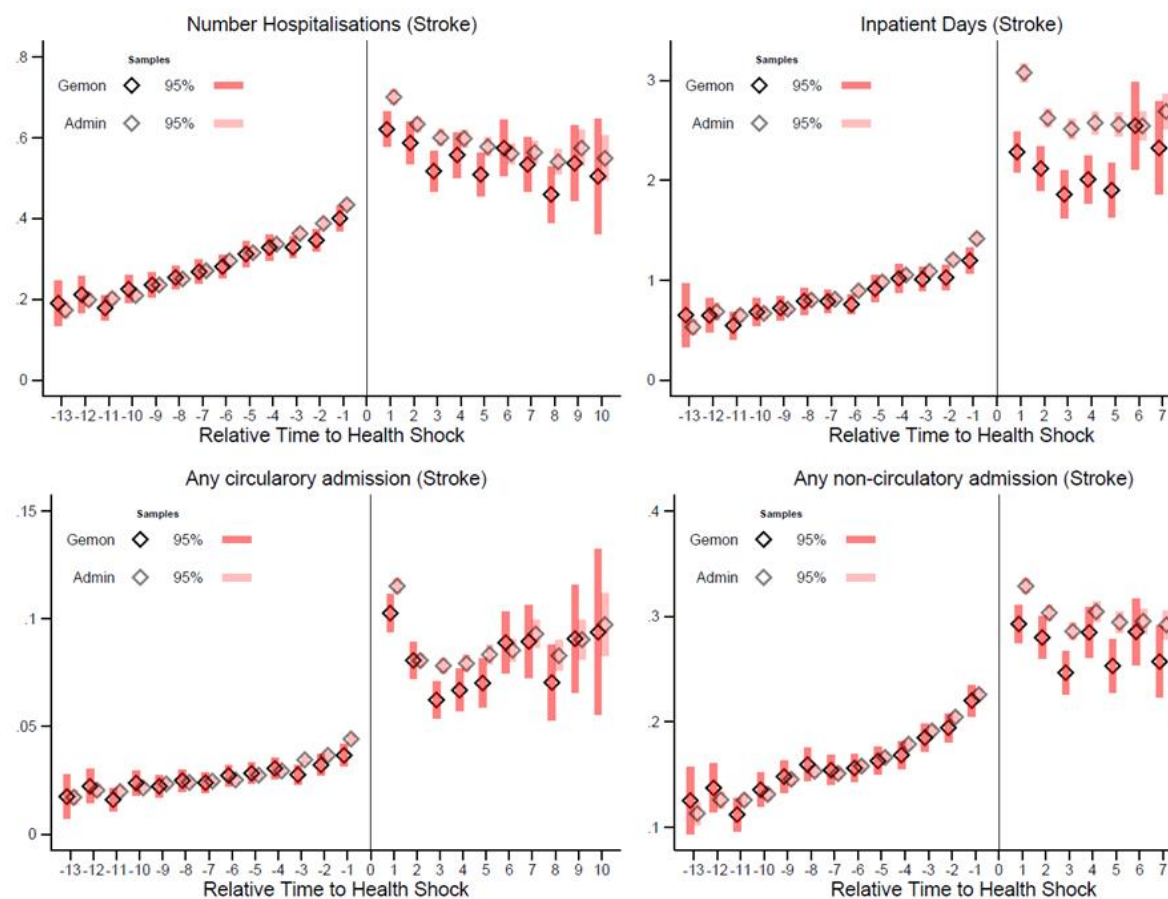 Number Hospitalisations (Stroke)
Samples
Gemon 95%
Admin 95%
.8
.6
.4
.2
0
-13 -12 -11 -10 -9 -8 -7 -6 -5 -4 -3 -2 -1 0 1 2 3 4 5 6 7 8 9 10
Relative Time to Health Shock
Inpatient Days (Stroke)
Samples
Gemon 95%
Admin 95%
3
2
1
0
-13 -12 -11 -10 -9 -8 -7 -6 -5 -4 -3 -2 -1 0 1 2 3 4 5 6 7
Relative Time to Health Shock
Any circularory admission (Stroke)
Samples
Gemon 95%
Admin 95%
.15
.1
.05
0
-13 -12 -11 -10 -9 -8 -7 -6 -5 -4 -3 -2 -1 0 1 2 3 4 5 6 7 8 9 10
Relative Time to Health Shock
Any non-circulatory admission (Stroke)
Samples
Gemon 95%
Admin 95%
.4
.3
.2
.1
-13 -12 -11 -10 -9 -8 -7 -6 -5 -4 -3 -2 -1 0 1 2 3 4 5 6 7
Relative Time to Health Shock